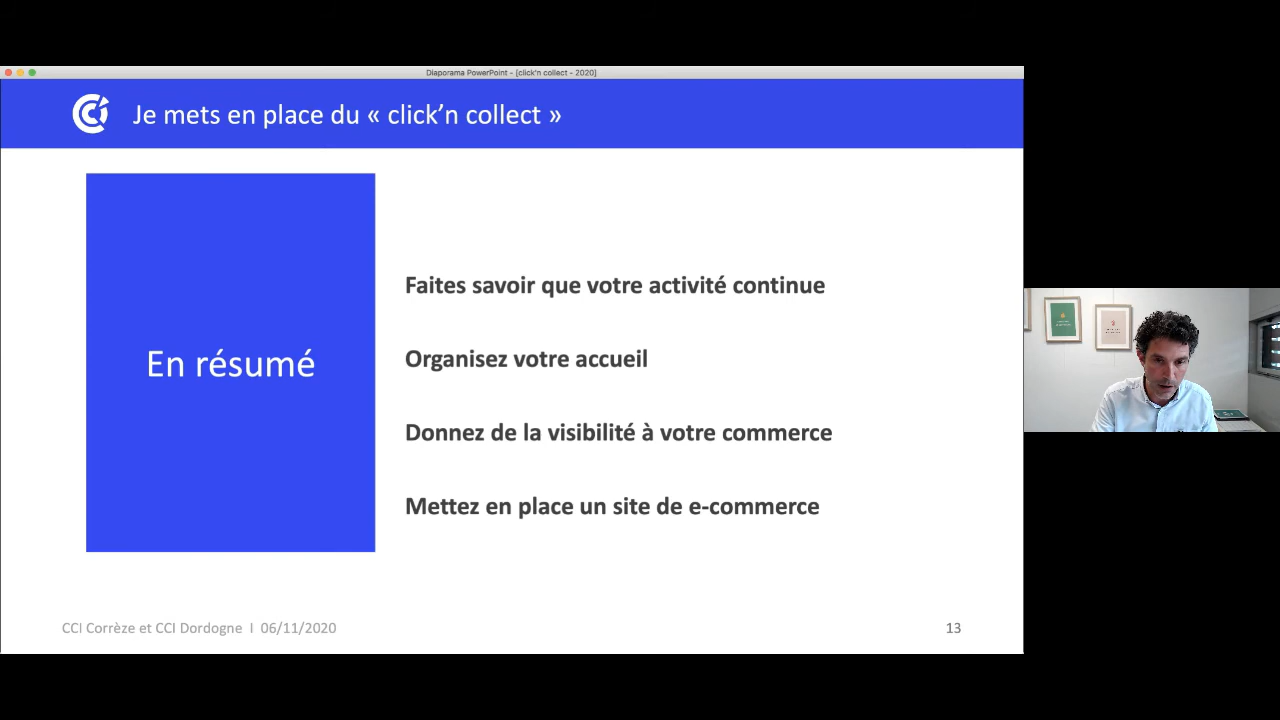 Diaporama PowerPoint - [click'n collect - 2020]
Je mets en place du « click’n collect »
En résumé
Faites savoir que votre activité continue
Organisez votre accueil
Donnez de la visibilité à votre commerce
Mettez en place un site de e-commerce
CCI Corrèze et CCI Dordogne I 06/11/2020
13